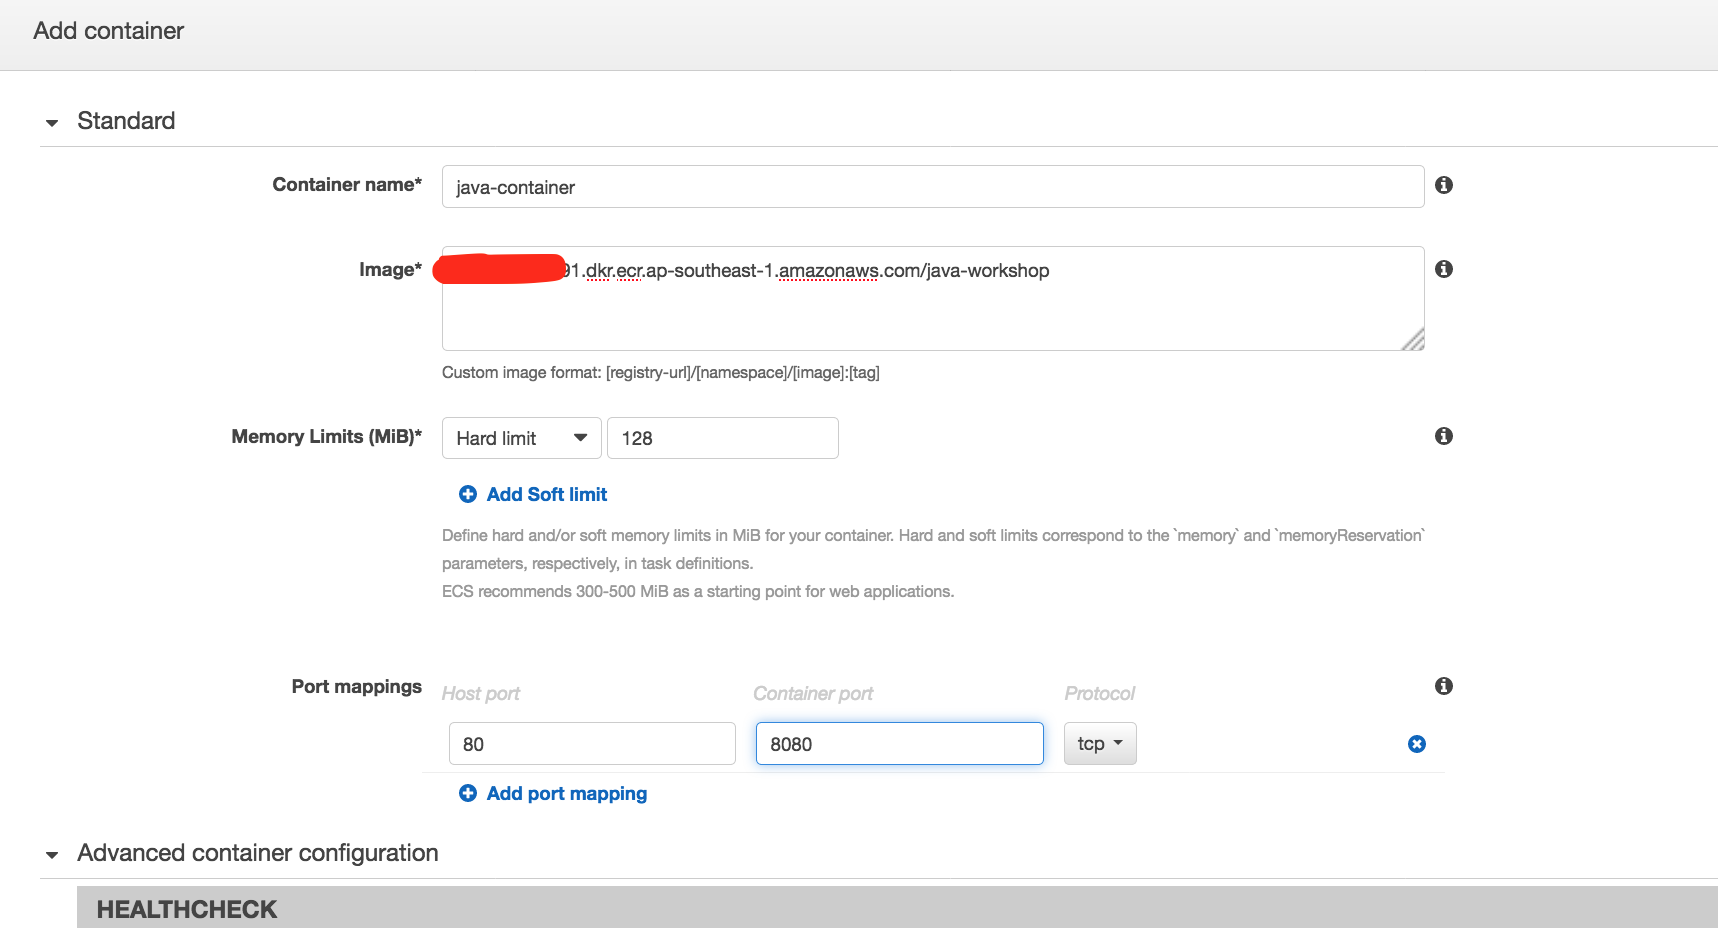 Add container
Standard
Container name*
java-container
Image*
91.dkr.ecr.ap-southeast-1.amazonaws.com/java-workshop
Custom image format: [registry-url]/[namespace]/[image]:[tag]
Memory Limits (MiB)*
Hard limit
128
Add Soft limit
Define hard and/or soft memory limits in MiB for your container. Hard and soft limits correspond to the `memory` and `memoryReservation`
parameters, respectively, in task definitions.
ECS recommends 300-500 MiB as a starting point for web applications.
Port mappings
Host port Container port Protocol
80 8080 tcp
Add port mapping
Advanced container configuration
HEALTHCHECK